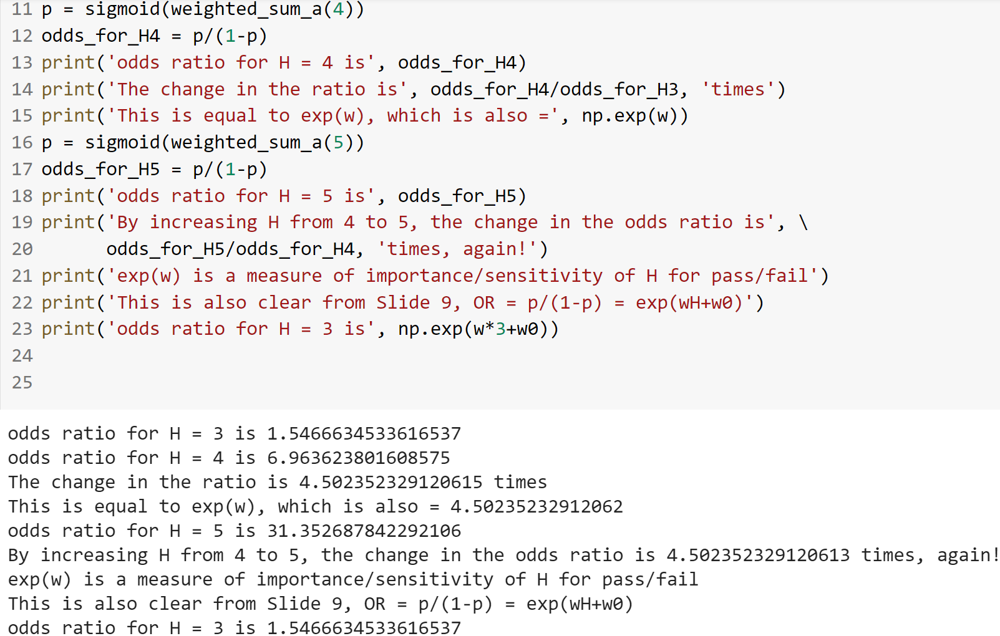 11 p = sigmoid(weighted_sum_a(4))
12 odds_for_H4 = p/(1-p)
13 print('odds ratio for H = 4 is', odds_for_H4)
14 print('The change in the ratio is', odds_for_H4/odds_for_H3, 'times')
15 print('This is equal to exp(w), which is also =', np.exp(w))
16 p = sigmoid(weighted_sum_a(5))
17 odds_for_H5 = p/(1-p)
18 print('odds ratio for H = 5 is', odds_for_H5)
19 print('By increasing H from 4 to 5, the change in the odds ratio is', \
20       odds_for_H5/odds_for_H4, 'times, again!')
21 print('exp(w) is a measure of importance/sensitivity of H for pass/fail')
22 print('This is also clear from Slide 9, OR = p/(1-p) = exp(wH+w0)')
23 print('odds ratio for H = 3 is', np.exp(w*3+w0))
24
25
odds ratio for H = 3 is 1.5466634533616537
odds ratio for H = 4 is 6.963623801608575
The change in the ratio is 4.502352329120615 times
This is equal to exp(w), which is also = 4.50235232912062
odds ratio for H = 5 is 31.352687842292106
By increasing H from 4 to 5, the change in the odds ratio is 4.502352329120613 times, again!
exp(w) is a measure of importance/sensitivity of H for pass/fail
This is also clear from Slide 9, OR = p/(1-p) = exp(wH+w0)
odds ratio for H = 3 is 1.5466634533616537